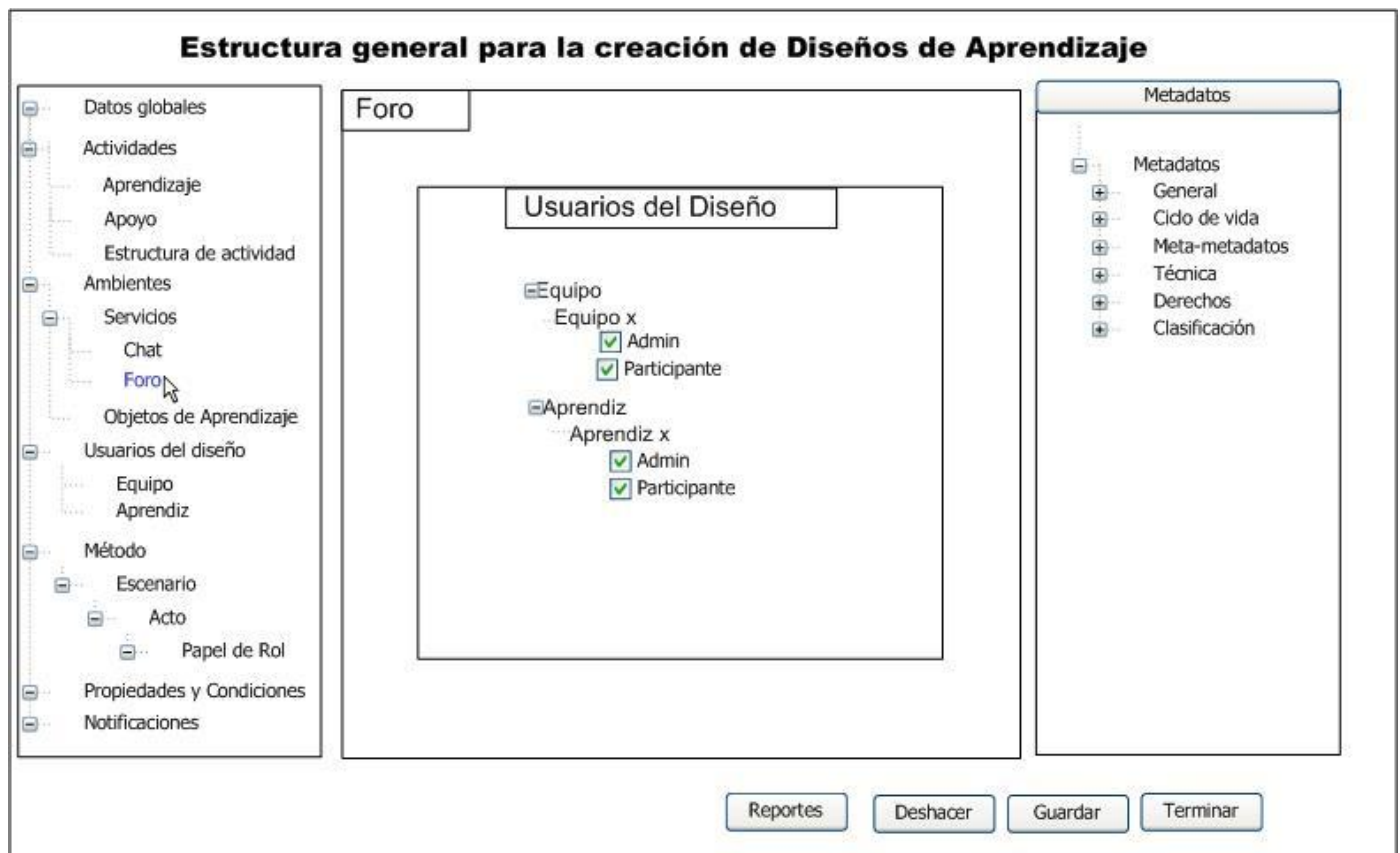 Estructura general para la creación de Diseños de Aprendizaje
Datos globales
Actividades
Aprendizaje
Apoyo
Estructura de actividad
Ambientes
Servicios
Chat
Foro
Objetos de Aprendizaje
Usuarios del diseño
Equipo
Aprendiz
Método
Escenario
Acto
Papel de Rol
Propiedades y Condiciones
Notificaciones
Foro
Usuarios del Diseño
Equipo
Equipo x
Admin
Participante
Aprendiz
Aprendiz x
Admin
Participante
Metadatos
Metadatos
General
Ciclo de vida
Meta-metadatos
Técnica
Derechos
Clasificación
Reportes
Deshacer
Guardar
Terminar